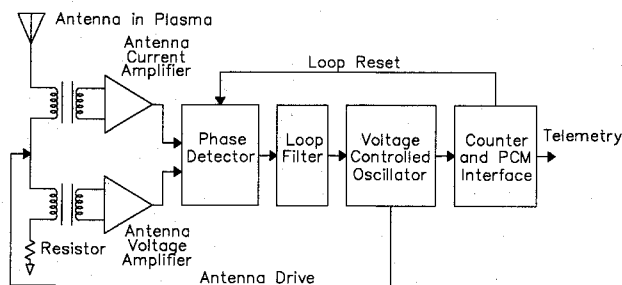 Antenna in Plasma
Antenna
Current
Amplifier
Loop Reset
Phase
Detector
Loop
Filter
Voltage
Controlled
Oscillator
Counter
and PCM
Interface
Telemetry
Resistor
Antenna
Voltage
Amplifier
Antenna Drive